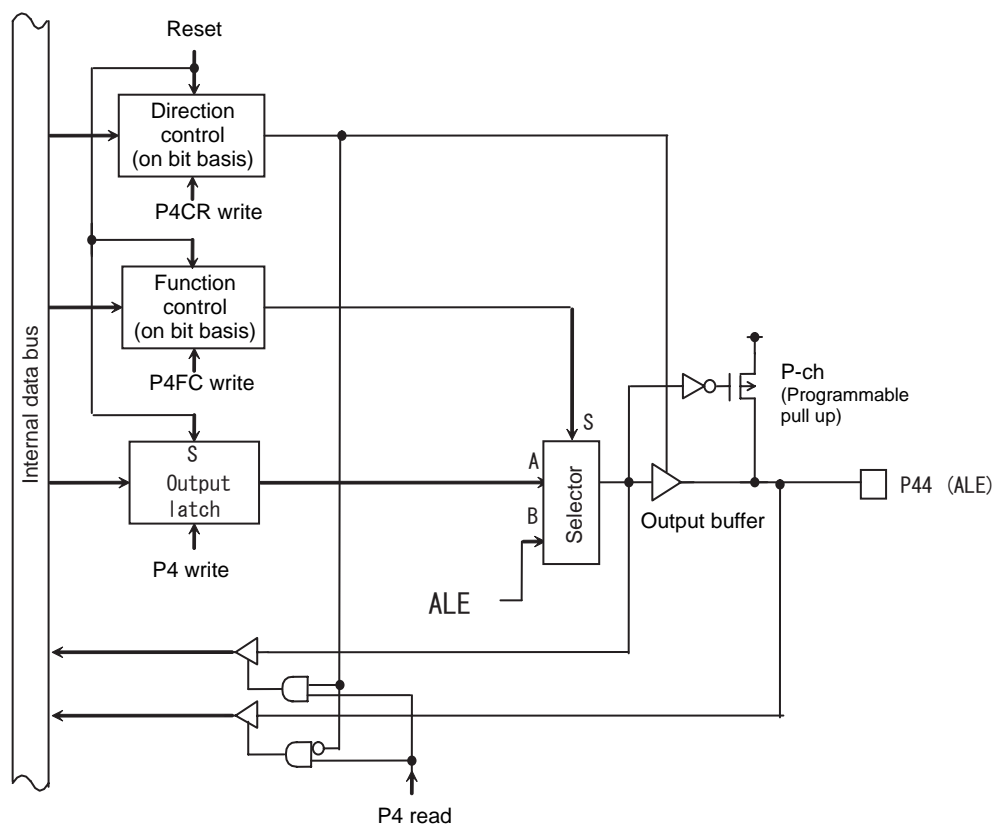 Reset
Direction
control
(on bit basis)
P4CR write
Function
control
(on bit basis)
P4FC write
Internal data bus
S
Output
latch
P4 write
S
A
B
Selector
ALE
P-ch
(Programmable
pull up)
Output buffer
P44 (ALE)
P4 read